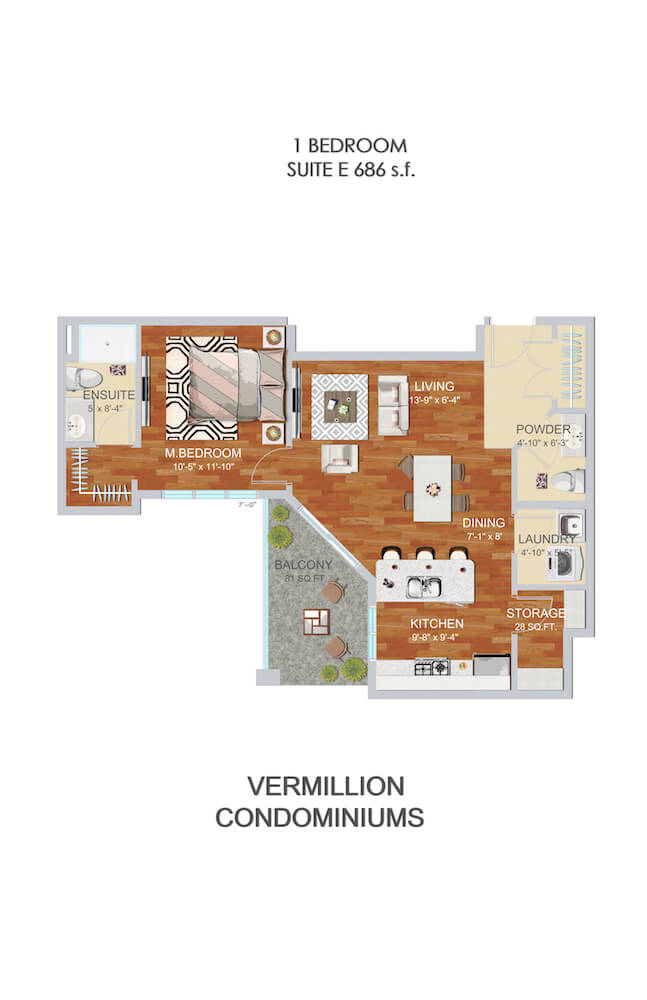 1 BEDROOM
SUITE E 686 s.f.
LIVING
13'-9" x 6'-4"
ENSUITE
5' x 8'-4"
POWDER
4'-10" x 6'-3"
M.BEDROOM
10'-5" x 11'-10"
7'-0"
DINING
7'-1" x 8'
LAUNDRY
4'-10" x 5'-5"
BALCONY
81 SQ.FT.
STORAGE
28 SQ.FT.
KITCHEN
9'-8" x 9'-4"
VERMILLION
CONDOMINIUMS